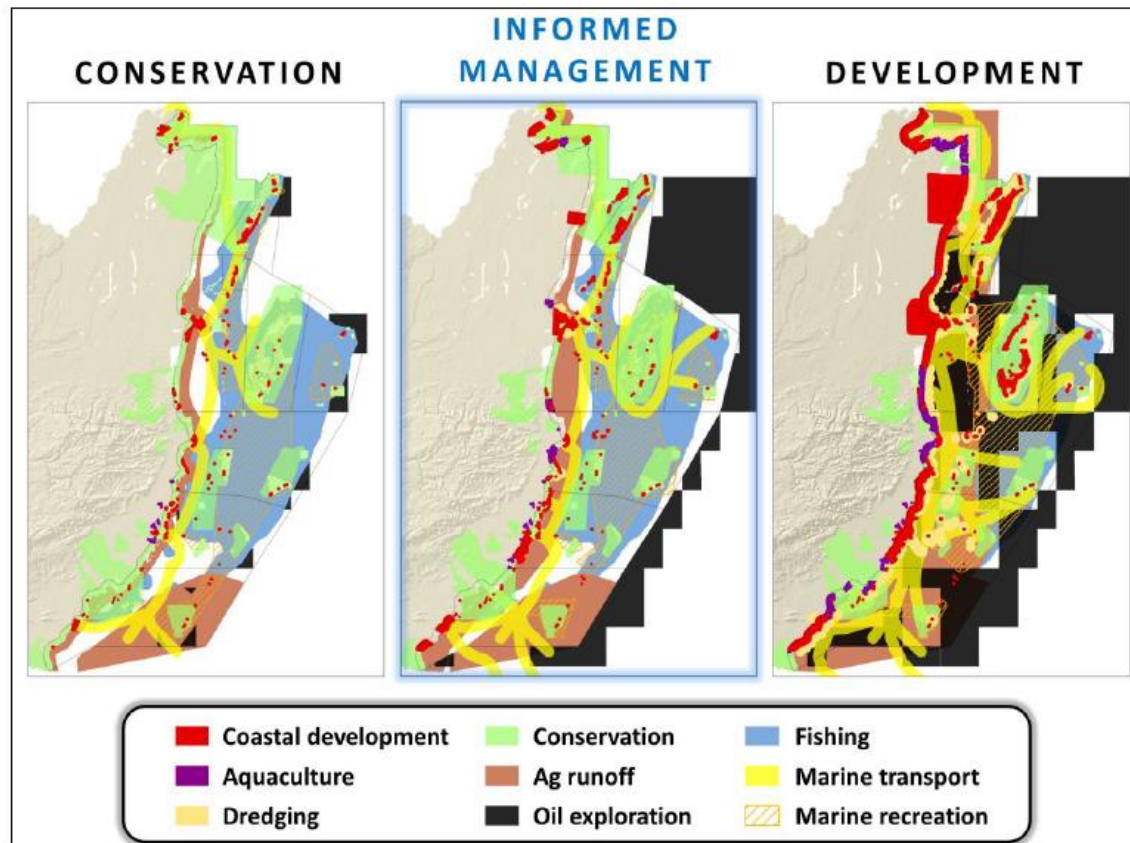 CONSERVATION
INFORMED
MANAGEMENT
DEVELOPMENT
Coastal development
Conservation
Fishing
Aquaculture
Ag runoff
Marine transport
Dredging
Oil exploration
Marine recreation